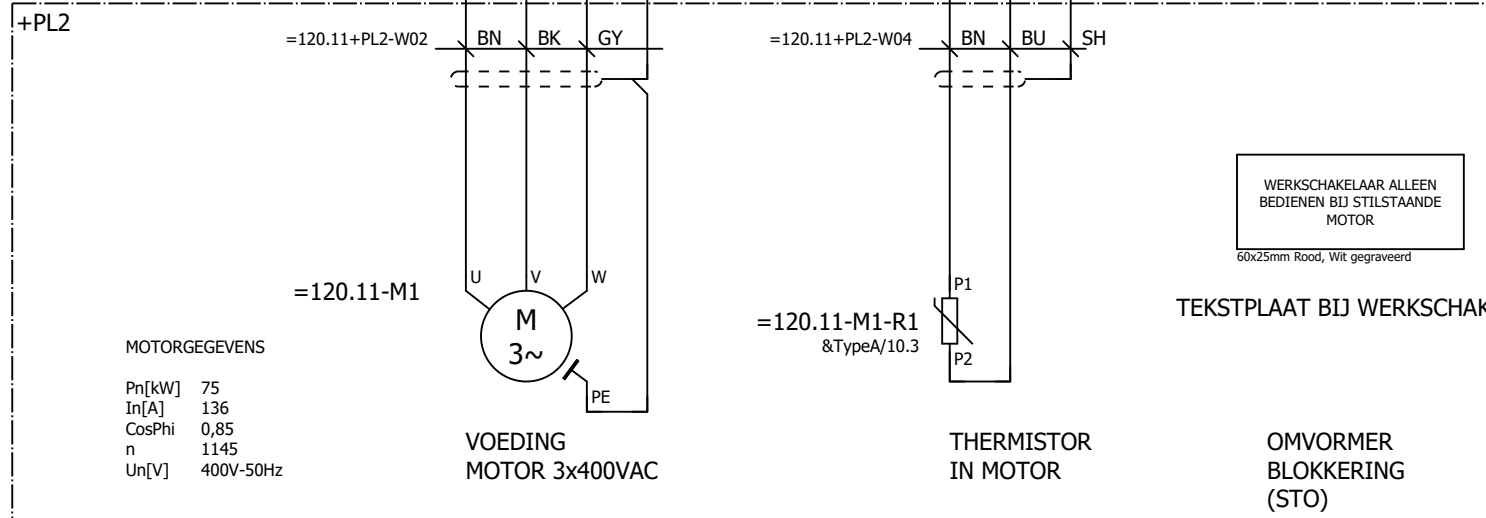 +PL2
=120.11+PL2-W02 BN BK GY
=120.11+PL2-W04 BN BU SH
WERKSCHAKELAAR ALLEEN
BEDIENEN BIJ STILSTAANDE
MOTOR
60x25mm Rood, Wit gegraveerd
TEKSTPLAAT BIJ WERKSCHAK
U V W
=120.11-M1
M
3~
PE
P1
=120.11-M1-R1
&TypeA/10.3
P2
MOTORGEGEVENS
Pn[kW] 75
In[A] 136
CosPhi 0,85
n 1145
Un[V] 400V-50Hz
VOEDING
MOTOR 3x400VAC
THERMISTOR
IN MOTOR
OMVORMER
BLOKKERING
(STO)